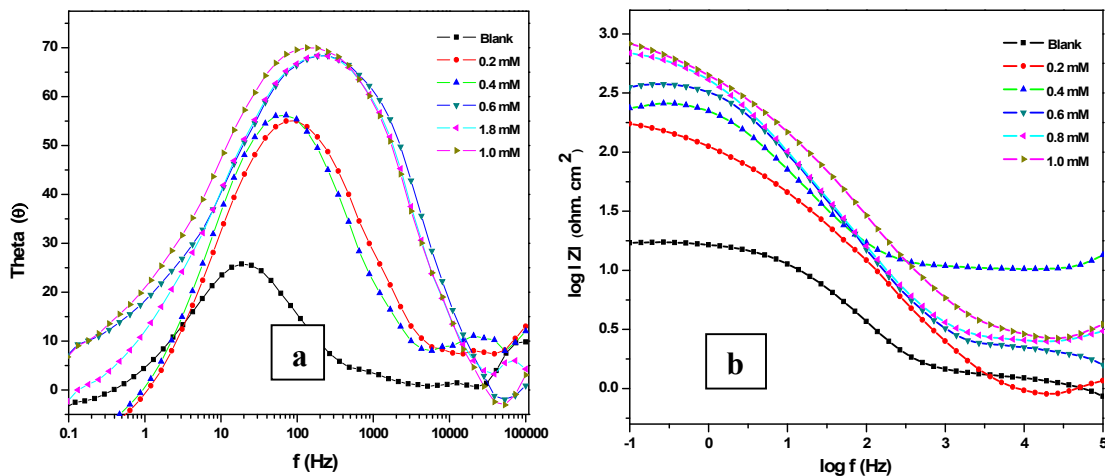 70
60
50
40
30
20
10
0
Theta (θ)
0.1 1 10 100 1000 10000 100000
f (Hz)
Blank
0.2 mM
0.4 mM
0.6 mM
1.8 mM
1.0 mM
a
3.0
2.5
2.0
1.5
1.0
0.5
0.0
log |Z| (ohm. cm²)
-1 0 1 2 3 4 5
log f (Hz)
Blank
0.2 mM
0.4 mM
0.6 mM
0.8 mM
1.0 mM
b